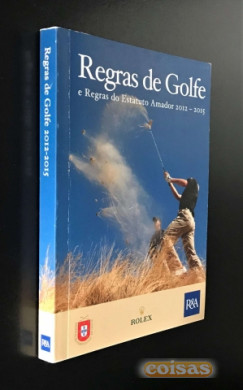 Regras de Golfe
e Regras do Estatuto Amador 2012 – 2015
Regras de Golfe 2012-2015
ROLEX
R&A
R&A
coisas